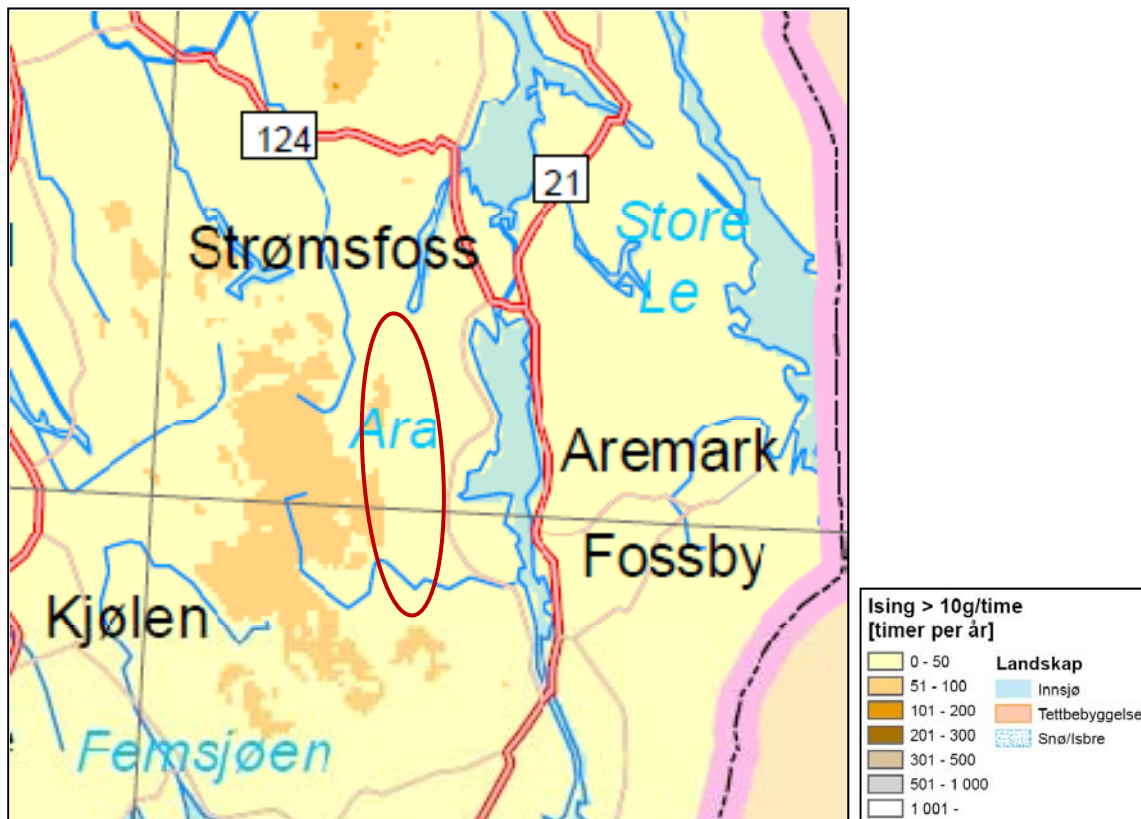 124
21
Strømsfoss
Store
Le
Ara
Aremark
Fossby
Kjølen
Femsjøen
Ising > 10g/time
[timer per år]
0 - 50
51 - 100
101 - 200
201 - 300
301 - 500
501 - 1 000
1 001 -
Landskap
Innsjø
Tettbebyggelse
Snø/Isbre